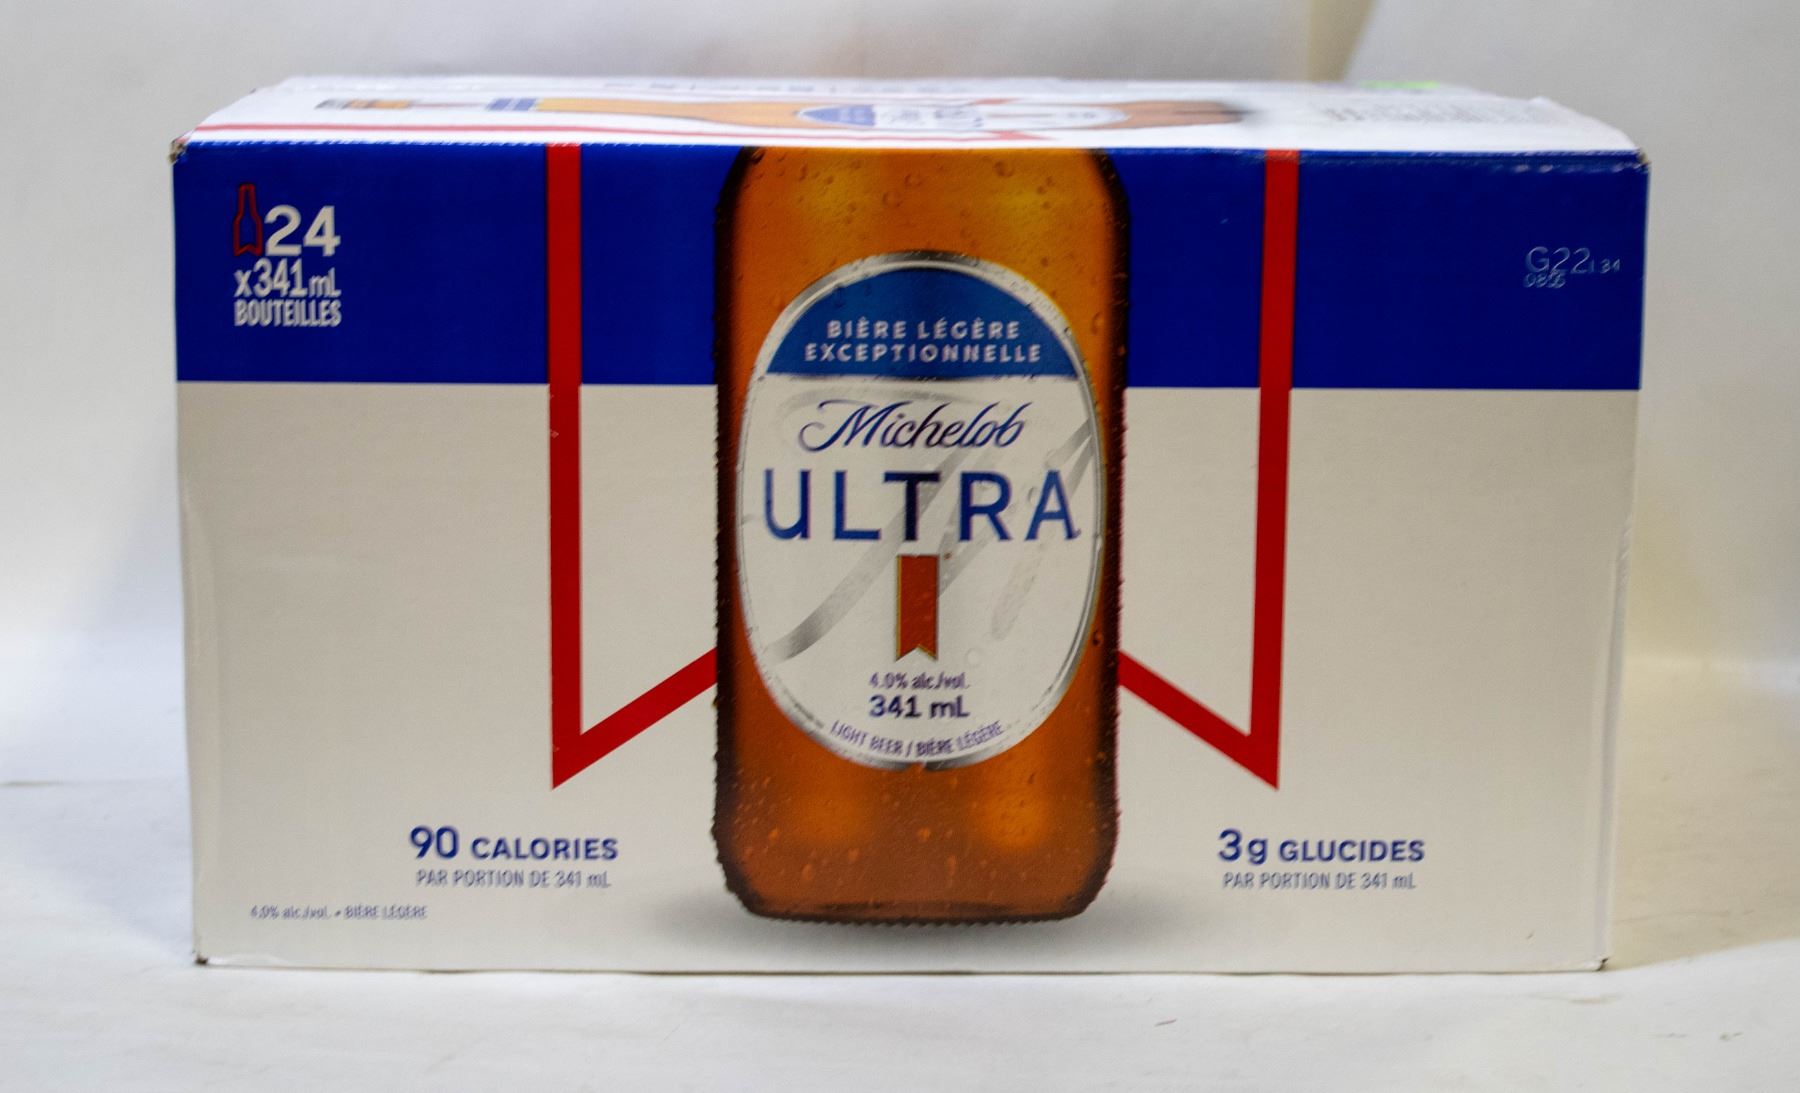 24
x341mL
BOUTEILLES
BIÈRE LÉGÈRE
EXCEPTIONNELLE
Michelob
ULTRA
4.0% alc./vol.
341 mL
LIGHT BEER / BIÈRE LÉGÈRE
G22
90 CALORIES
PAR PORTION DE 341 mL
3g GLUCIDES
PAR PORTION DE 341 mL
4.0% alc./vol. • BIÈRE LÉGÈRE